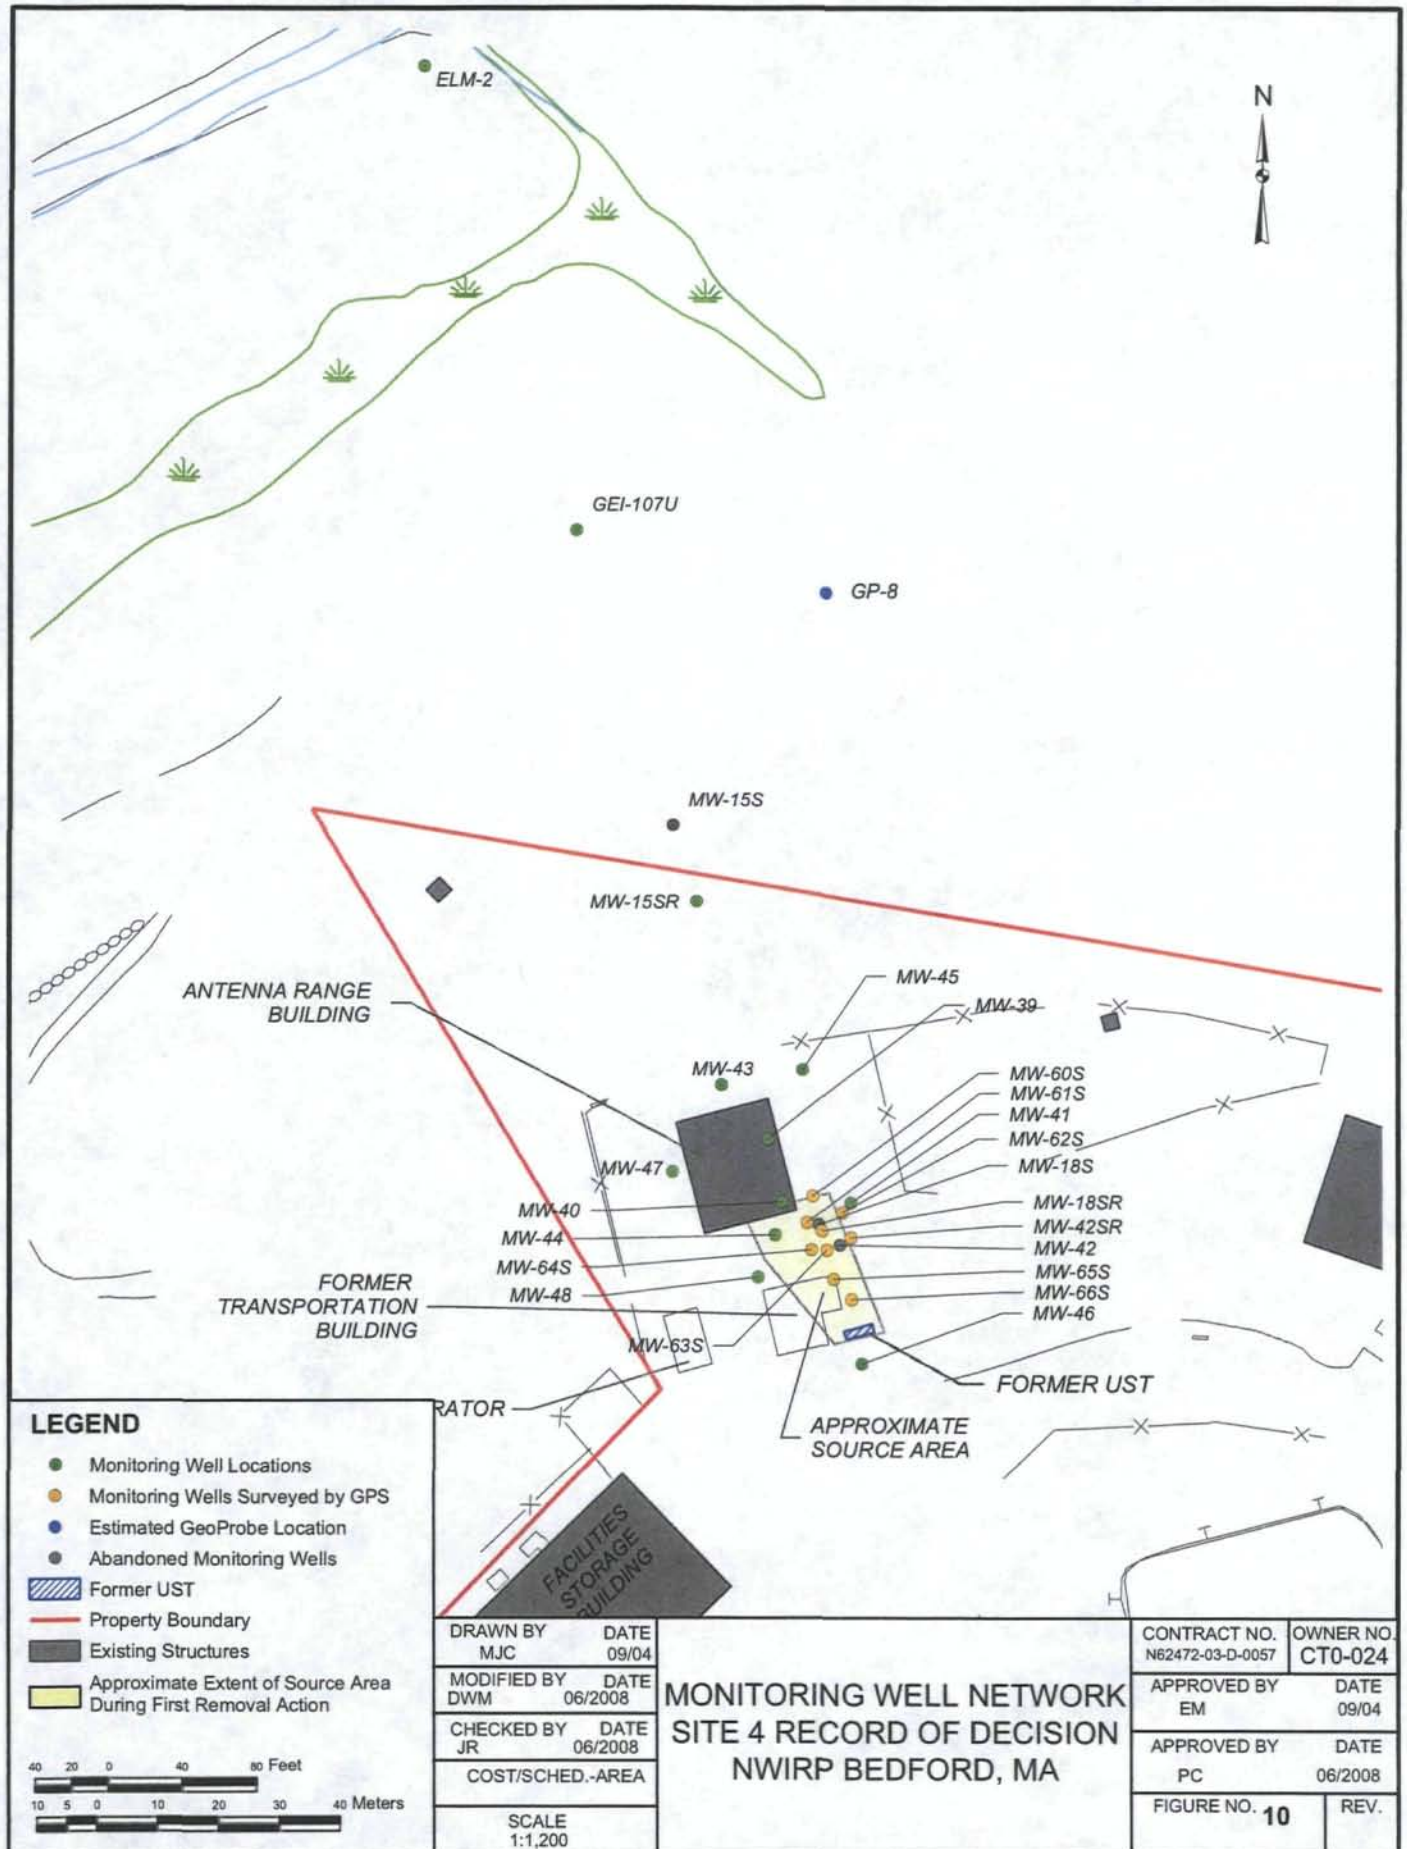 ELM-2
N
GEI-107U
GP-8
MW-15S
MW-15SR
ANTENNA RANGE
BUILDING
MW-45
MW-39
MW-43
MW-60S
MW-61S
MW-41
MW-62S
MW-18S
MW-47
MW-40
MW-18SR
MW-44
MW-42SR
MW-42
MW-64S
MW-65S
MW-48
MW-66S
MW-46
FORMER
TRANSPORTATION
BUILDING
MW-63S
FORMER UST
RATOR
APPROXIMATE
SOURCE AREA
FACILITIES
STORAGE
BUILDING
LEGEND
Monitoring Well Locations
Monitoring Wells Surveyed by GPS
Estimated GeoProbe Location
Abandoned Monitoring Wells
Former UST
Property Boundary
Existing Structures
Approximate Extent of Source Area
During First Removal Action
40 20 0 40 80 Feet
10 5 0 10 20 30 40 Meters
DRAWN BY DATE
MJC 09/04
MODIFIED BY DATE
DWM 06/2008
CHECKED BY DATE
JR 06/2008
COST/SCHED.-AREA
SCALE
1:1,200
MONITORING WELL NETWORK
SITE 4 RECORD OF DECISION
NWIRP BEDFORD, MA
CONTRACT NO.
N62472-03-D-0057
OWNER NO.
CT0-024
APPROVED BY DATE
EM 09/04
APPROVED BY DATE
PC 06/2008
FIGURE NO. 10
REV.